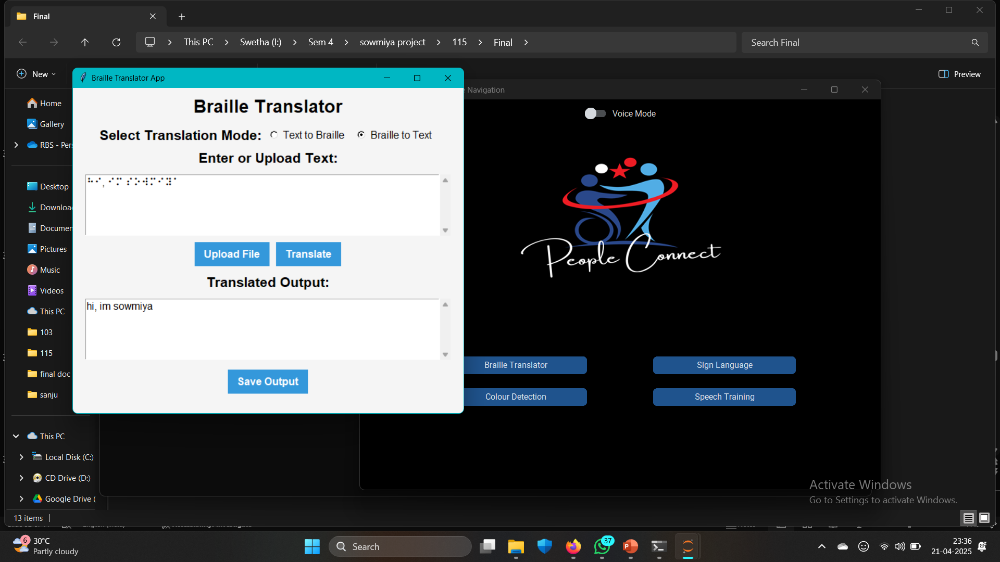 Final
This PC
Swetha (I:)
Sem 4
sowmiya project
115
Final
Search Final
New
Preview
Home
Gallery
RBS - Pers
Desktop
Downloa
Documen
Pictures
Music
Videos
This PC
103
115
final doc
sanju
This PC
Local Disk (C:)
CD Drive (D:)
Google Drive (
13 items
Braille Translator App
Braille Translator
Select Translation Mode: Text to Braille Braille to Text
Enter or Upload Text:
⠓⠊, ⠊⠍ ⠎⠕⠺⠍⠊⠽⠁
Upload File Translate
Translated Output:
hi, im sowmiya
Save Output
Navigation
Voice Mode
People Connect
Braille Translator Sign Language
Colour Detection Speech Training
Activate Windows
Go to Settings to activate Windows.
6
30°C
Partly cloudy
Search
37
23:36
21-04-2025